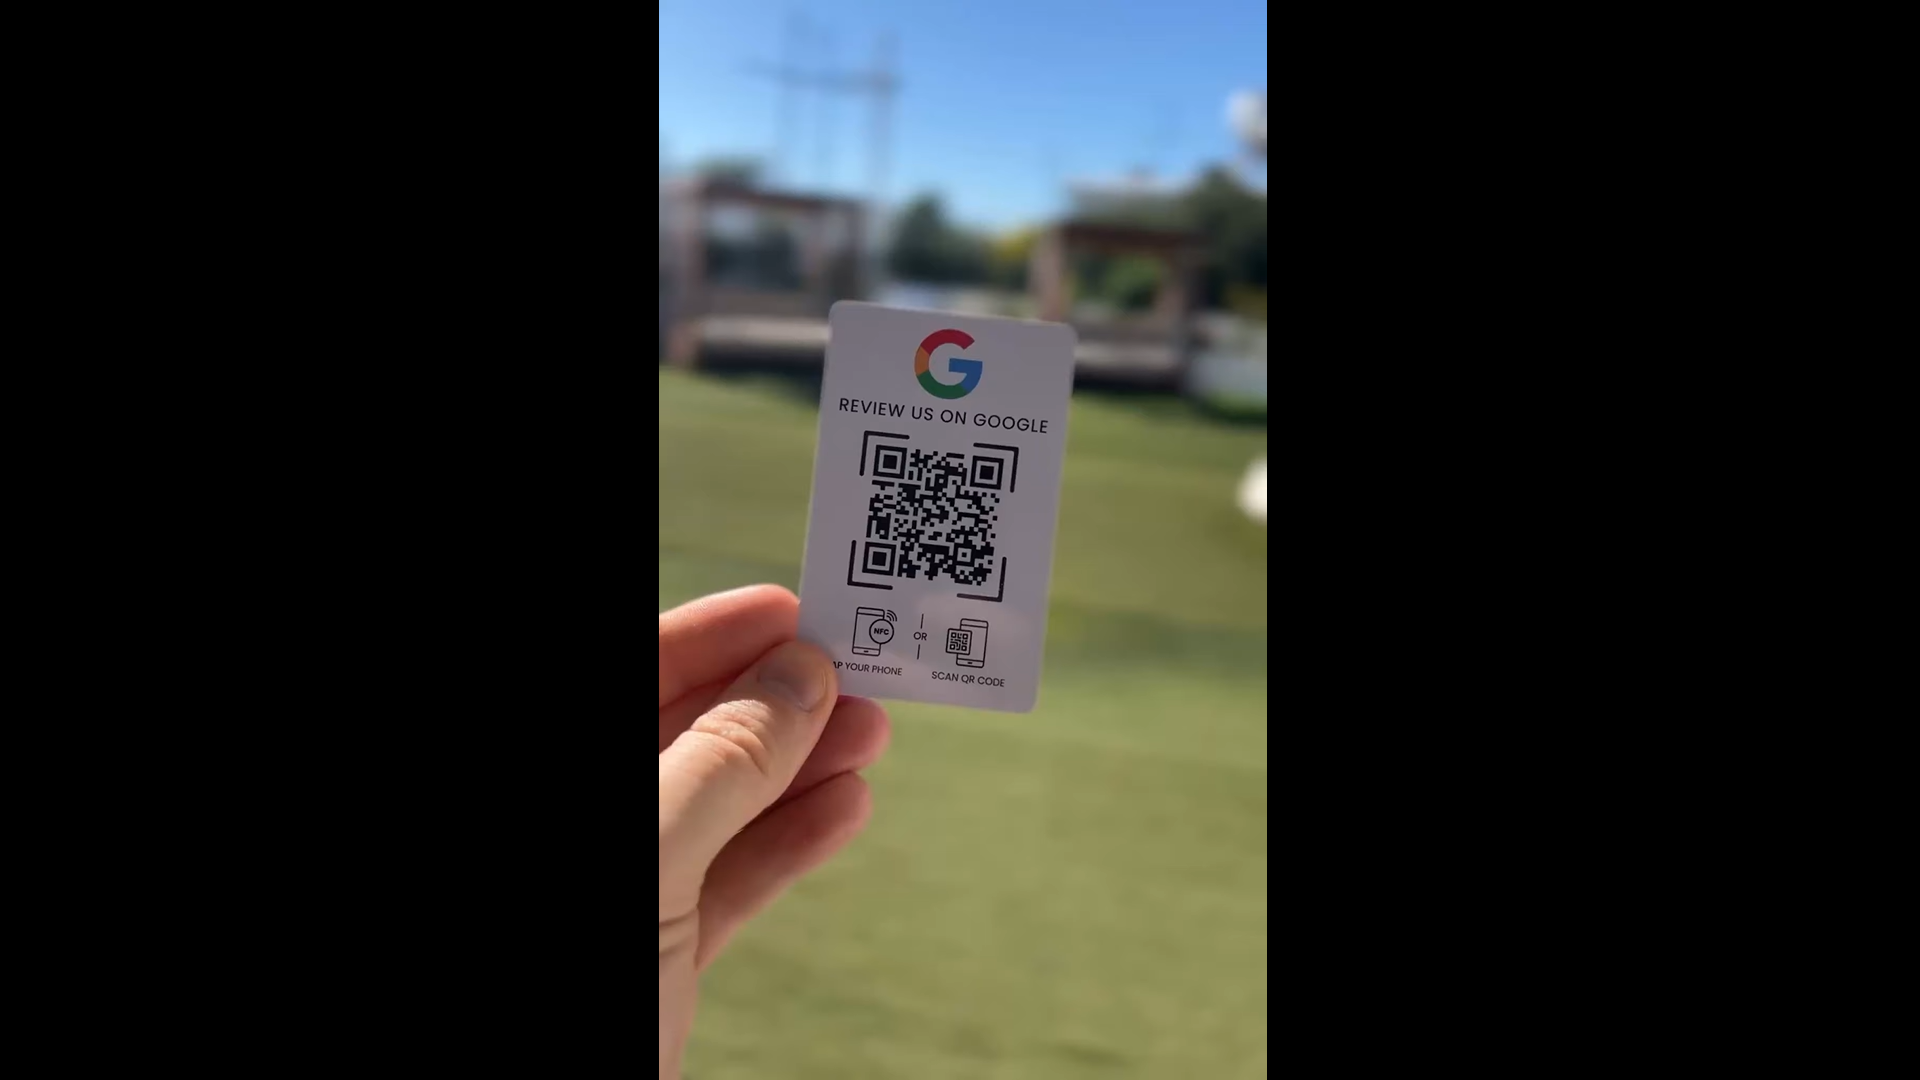 G
REVIEW US ON GOOGLE
NFC
OR
AP YOUR PHONE
SCAN QR CODE